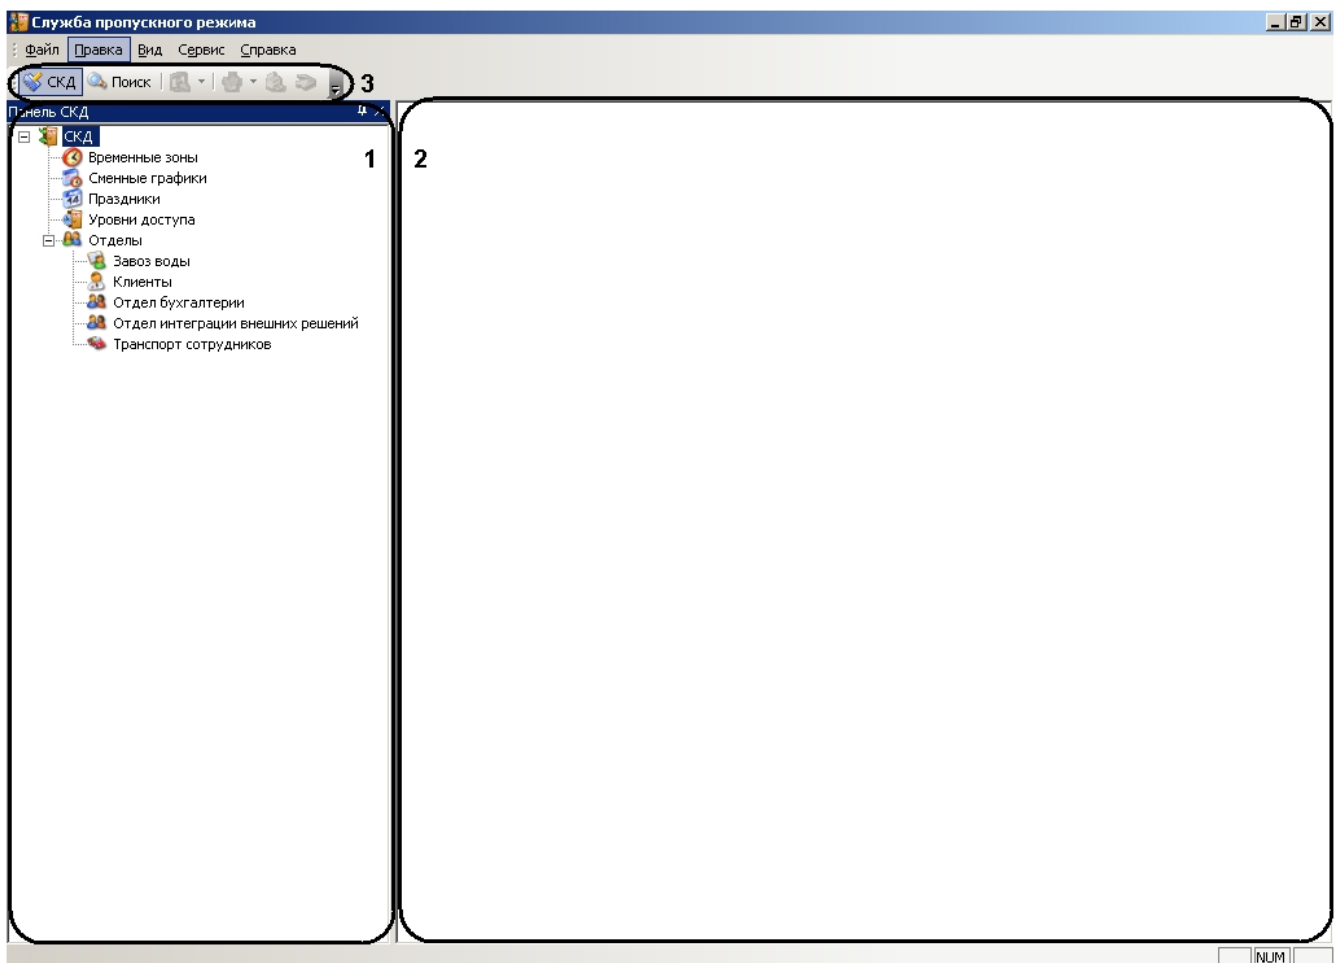 Служба пропускного режима
Файл Правка Вид Сервис Справка
СКД Поиск 3
Панель СКД
СКД
Временные зоны 1 2
Сменные графики
Праздники
Уровни доступа
Отделы
Завоз воды
Клиенты
Отдел бухгалтерии
Отдел интеграции внешних решений
Транспорт сотрудников
NUM